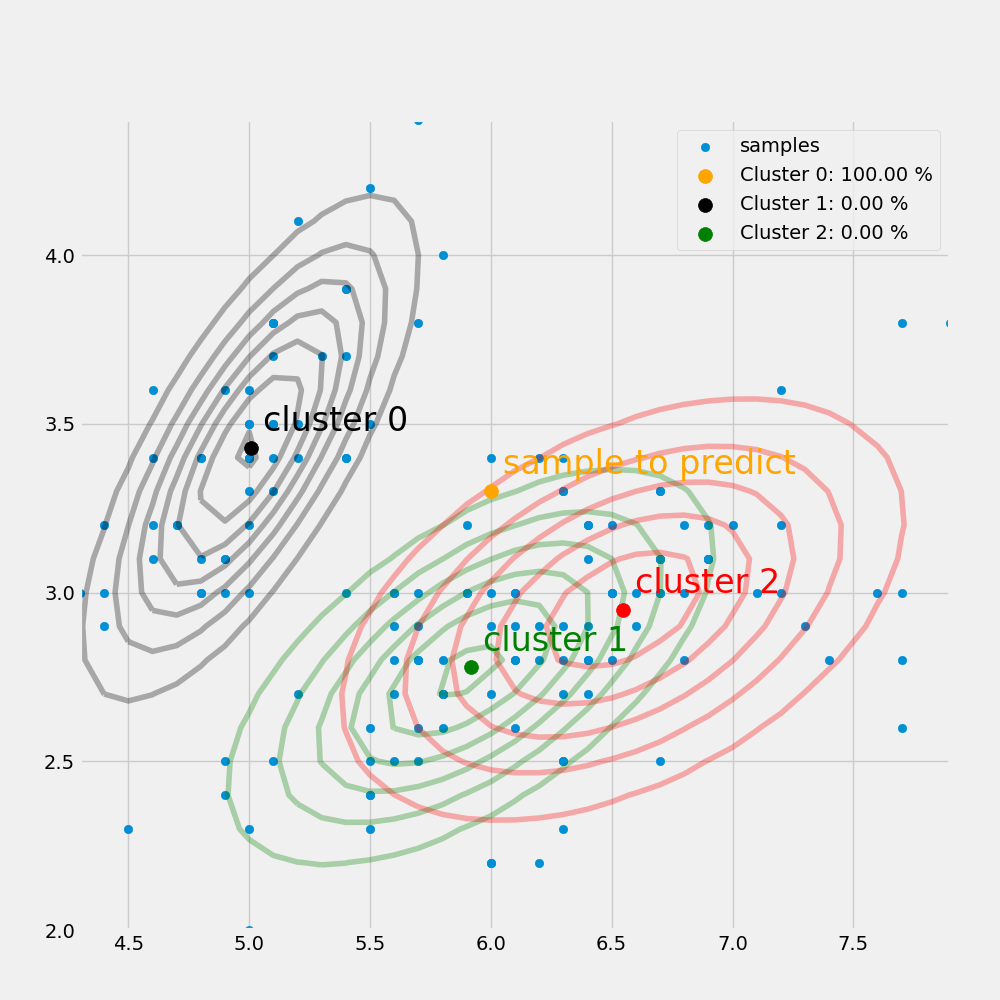 samples
Cluster 0: 100.00 %
Cluster 1: 0.00 %
Cluster 2: 0.00 %
4.0
3.5
3.0
2.5
2.0
cluster 0
sample to predict
cluster 2
cluster 1
4.5 5.0 5.5 6.0 6.5 7.0 7.5